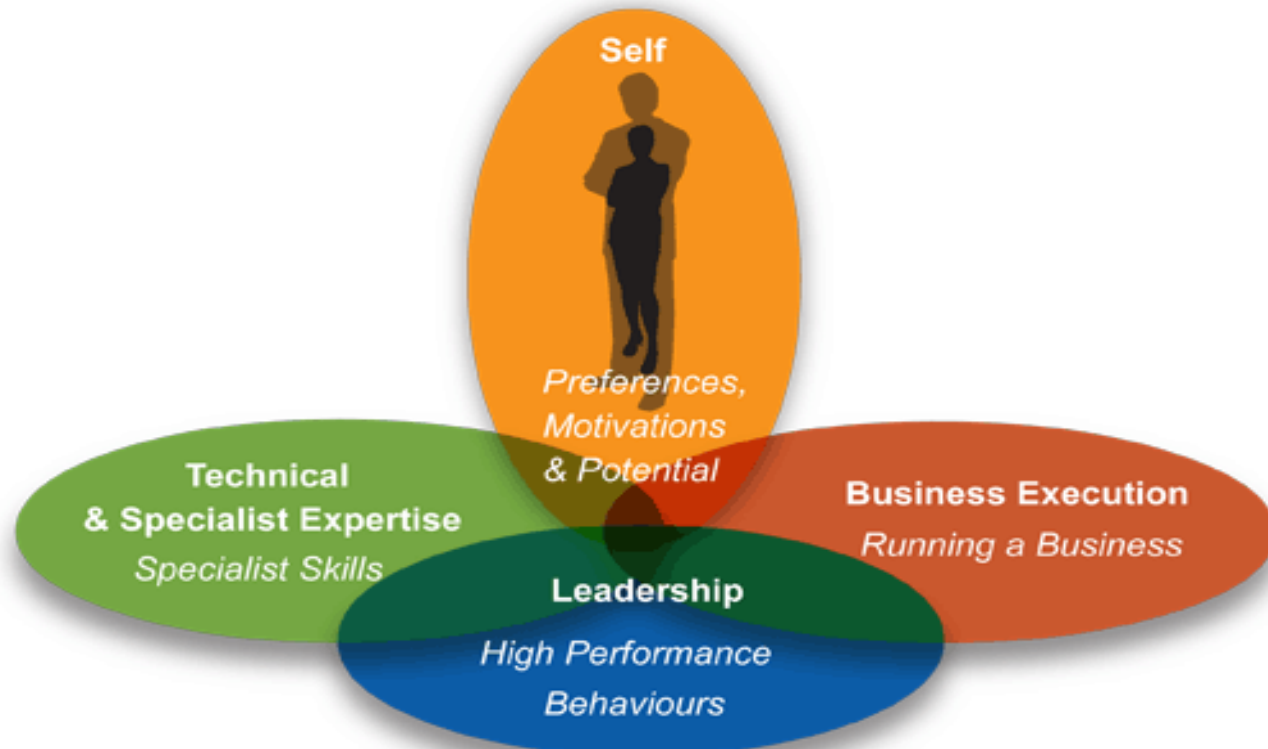 Self
Preferences,
Motivations
& Potential
Technical
& Specialist Expertise
Specialist Skills
Business Execution
Running a Business
Leadership
High Performance
Behaviours